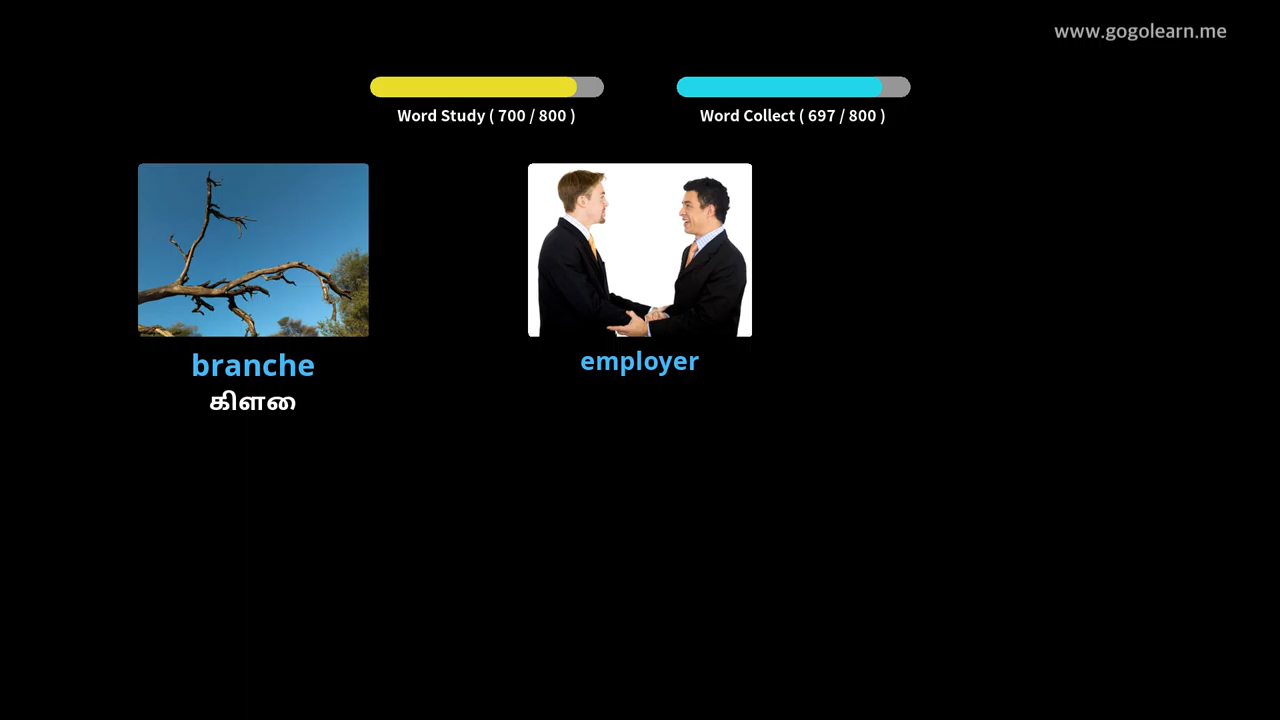 www.gogolearn.me
Word Study ( 700 / 800 )
Word Collect ( 697 / 800 )
branche
கிளை
employer